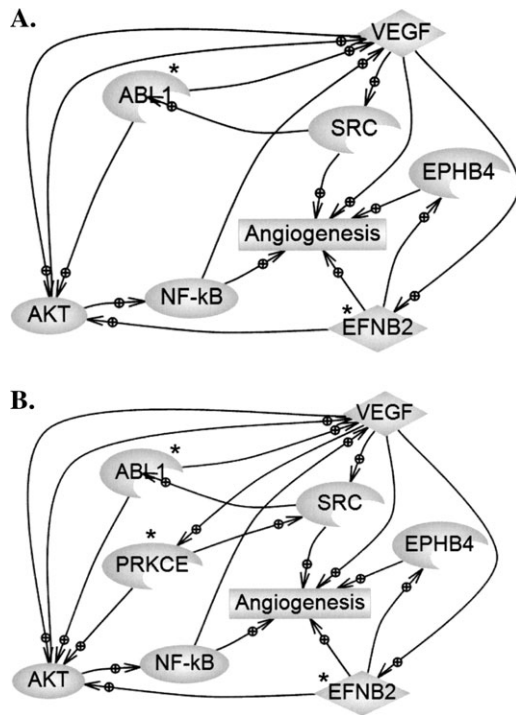 A.
VEGF
*
ABL1
SRC
EPHB4
Angiogenesis
NF-kB
AKT
*
EFNB2
B.
VEGF
*
ABL1
SRC
*
PRKCE
EPHB4
Angiogenesis
NF-kB
AKT
*
EFNB2